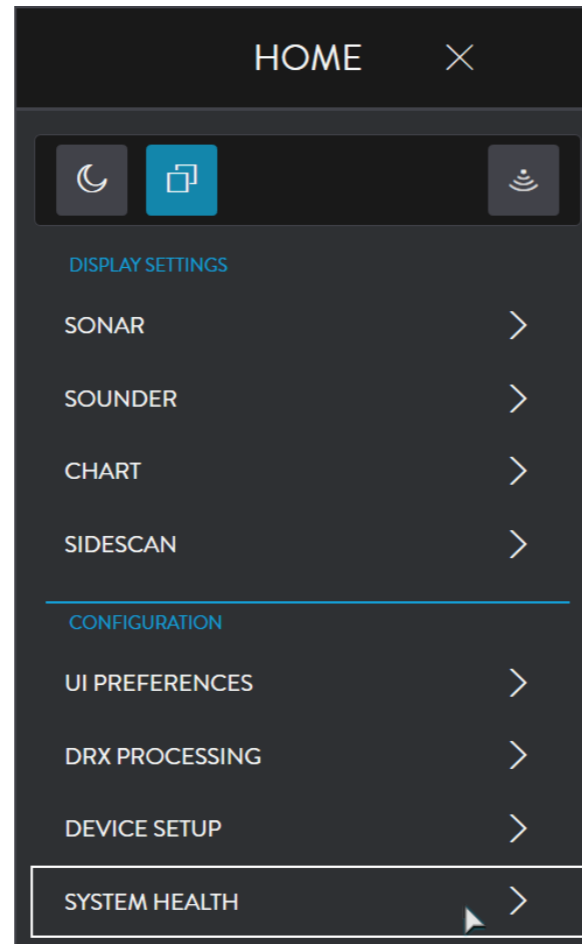 HOME
DISPLAY SETTINGS
SONAR
SOUNDER
CHART
SIDESCAN
CONFIGURATION
UI PREFERENCES
DRX PROCESSING
DEVICE SETUP
SYSTEM HEALTH